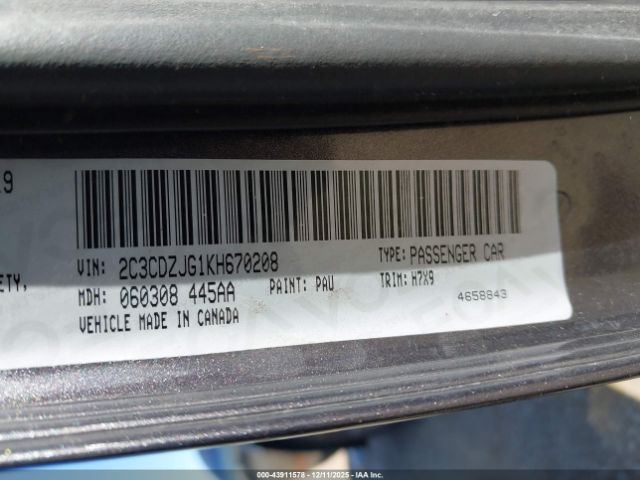 19
ETY,
VIN: 2C3CDZJG1KH670208
TYPE: PASSENGER CAR
MDH: 060308 445AA
PAINT: PAU
TRIM: H7X9
VEHICLE MADE IN CANADA
4658843
000-43911578 - 12/11/2025 - IAA Inc.